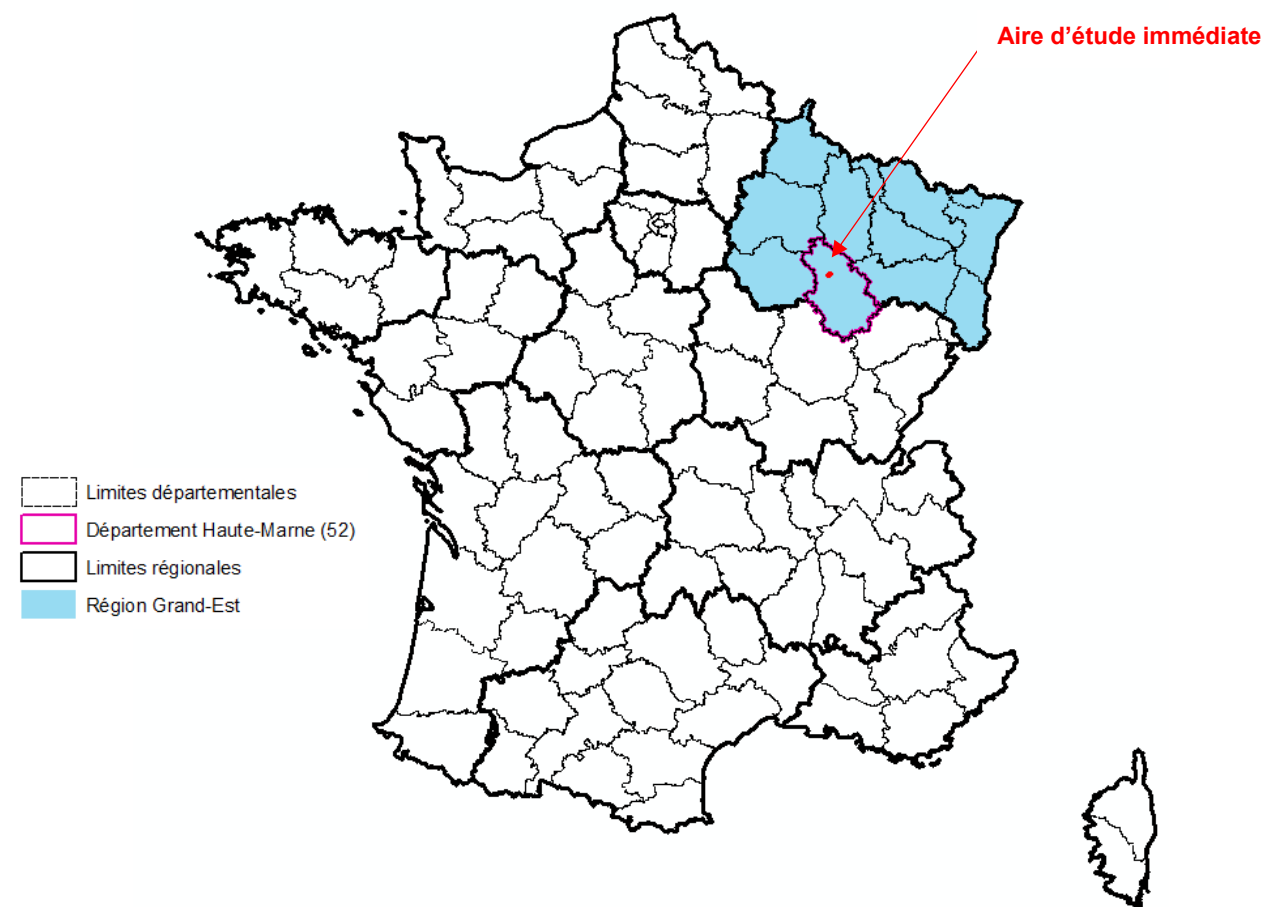 Aire d’étude immédiate
Limites départementales
Département Haute-Marne (52)
Limites régionales
Région Grand-Est